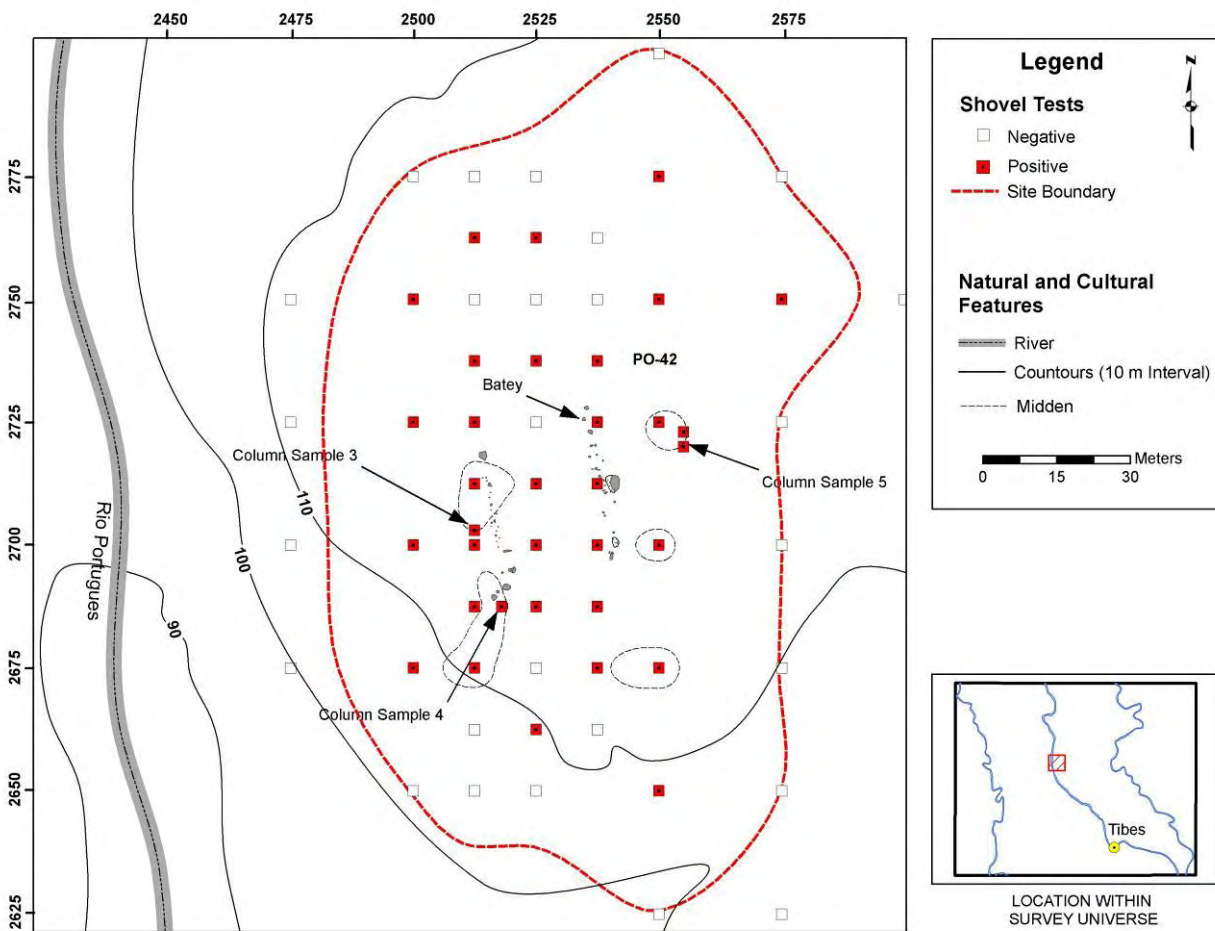 2450 2475 2500 2525 2550 2575
2775
2750
2725
2700
2675
2650
2625
PO-42
Batey
Column Sample 3
Column Sample 5
Column Sample 4
110
100
90
Rio Portugues
Legend
N
Shovel Tests
Negative
Positive
Site Boundary
Natural and Cultural
Features
River
Countours (10 m Interval)
Midden
Meters
0 15 30
Tibes
LOCATION WITHIN
SURVEY UNIVERSE